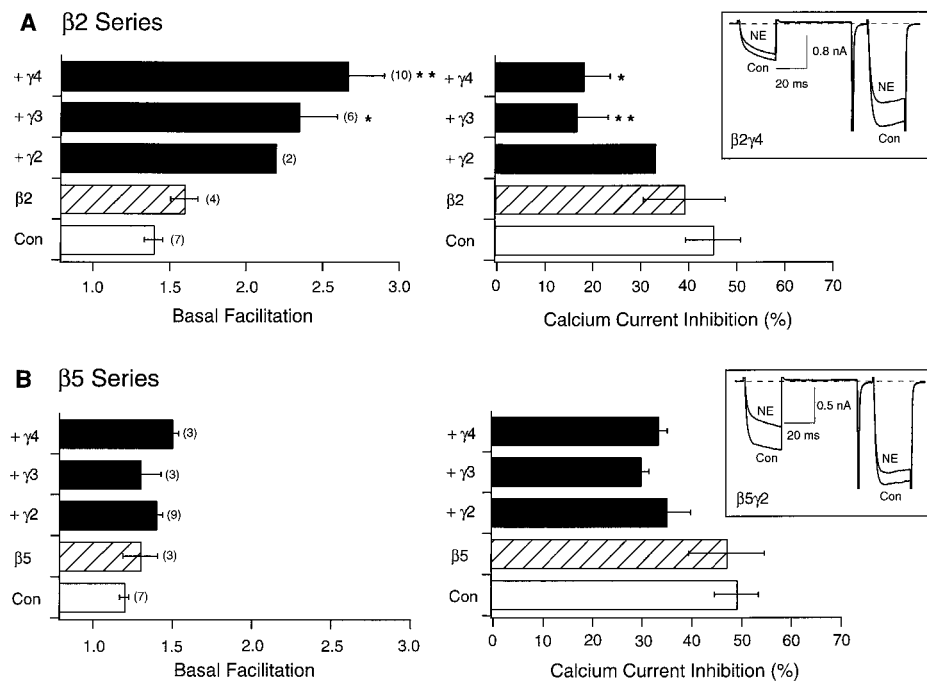 A β2 Series
+ γ4
(10) * *
+ γ3
(6) *
+ γ2
(2)
β2
(4)
Con
(7)
1.0 1.5 2.0 2.5 3.0
Basal Facilitation
+ γ4
*
+ γ3
* *
+ γ2
β2
Con
0 10 20 30 40 50 60 70
Calcium Current Inhibition (%)
NE
Con
0.8 nA
20 ms
NE
Con
β2γ4
B β5 Series
+ γ4
(3)
+ γ3
(3)
+ γ2
(9)
β5
(3)
Con
(7)
1.0 1.5 2.0 2.5 3.0
Basal Facilitation
+ γ4
+ γ3
+ γ2
β5
Con
0 10 20 30 40 50 60 70
Calcium Current Inhibition (%)
NE
Con
0.5 nA
20 ms
NE
Con
β5γ2